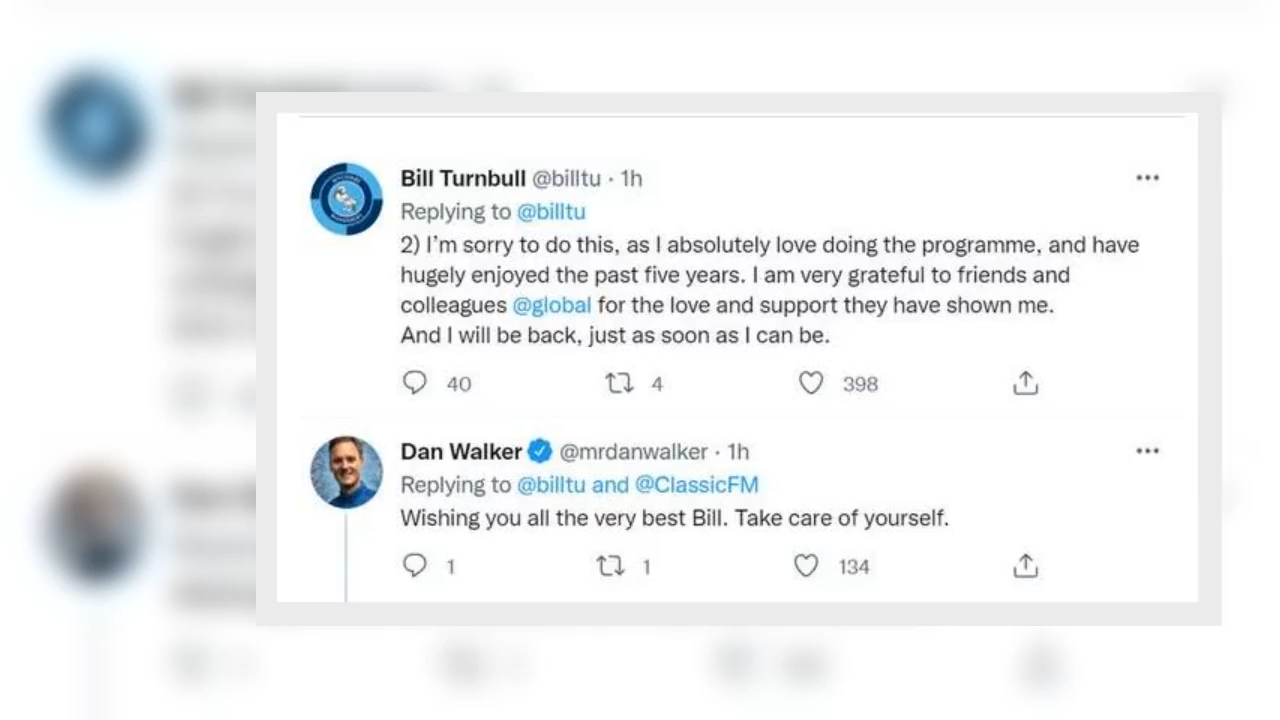 Bill Turnbull @billtu · 1h
Replying to @billtu
2) I’m sorry to do this, as I absolutely love doing the programme, and have
hugely enjoyed the past five years. I am very grateful to friends and
colleagues @global for the love and support they have shown me.
And I will be back, just as soon as I can be.
40 4 398
Dan Walker @mrdanwalker · 1h
Replying to @billtu and @ClassicFM
Wishing you all the very best Bill. Take care of yourself.
1 1 134